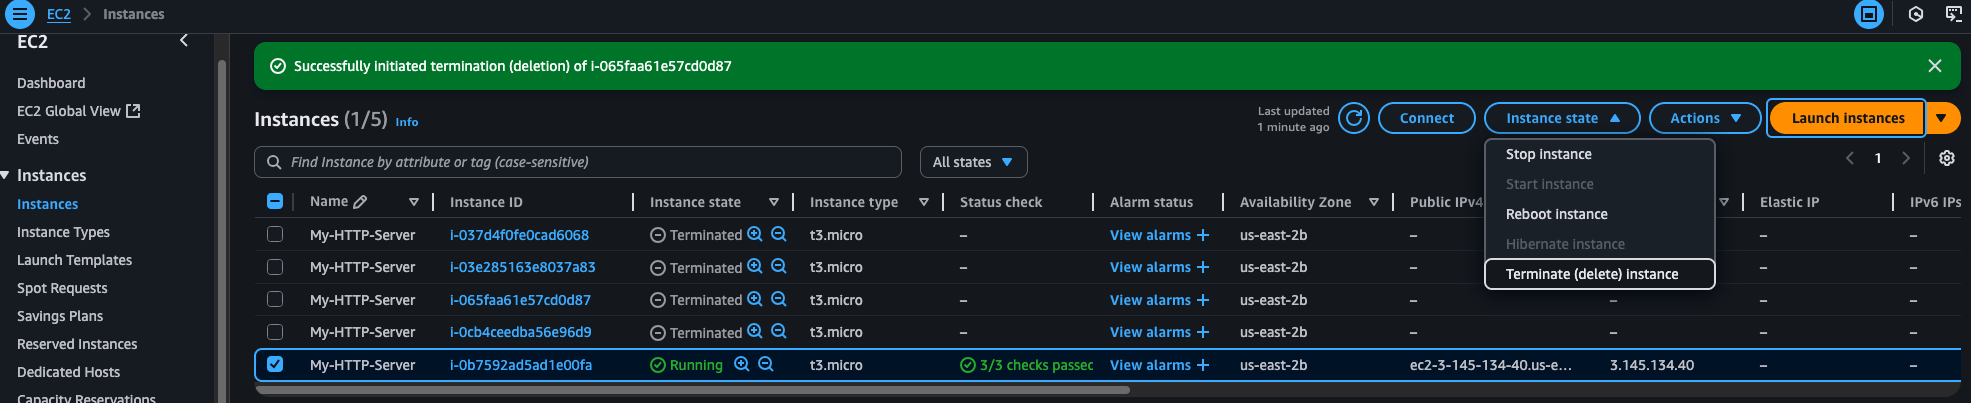 EC2 Instances
EC2
Dashboard
EC2 Global View
Events
Instances
Instances
Instance Types
Launch Templates
Spot Requests
Savings Plans
Reserved Instances
Dedicated Hosts
Capacity Reservations
Successfully initiated termination (deletion) of i-065faa61e57cd0d87
Instances (1/5) Info
Last updated
1 minute ago
Connect
Instance state
Actions
Launch instances
Stop instance
Start instance
Reboot instance
Hibernate instance
Terminate (delete) instance
Find Instance by attribute or tag (case-sensitive)
All states
1
Name Instance ID Instance state Instance type Status check Alarm status Availability Zone Public IPv4 Elastic IP IPv6 IPs
My-HTTP-Server i-037d4f0fe0cad6068 Terminated t3.micro – View alarms + us-east-2b – – – –
My-HTTP-Server i-03e285163e8037a83 Terminated t3.micro – View alarms + us-east-2b – – –
My-HTTP-Server i-065faa61e57cd0d87 Terminated t3.micro – View alarms + us-east-2b – – – –
My-HTTP-Server i-0cb4ceedba56e96d9 Terminated t3.micro – View alarms + us-east-2b – – – –
My-HTTP-Server i-0b7592ad5ad1e00fa Running t3.micro 3/3 checks passed View alarms + us-east-2b ec2-3-145-134-40.us-e... 3.145.134.40 – –